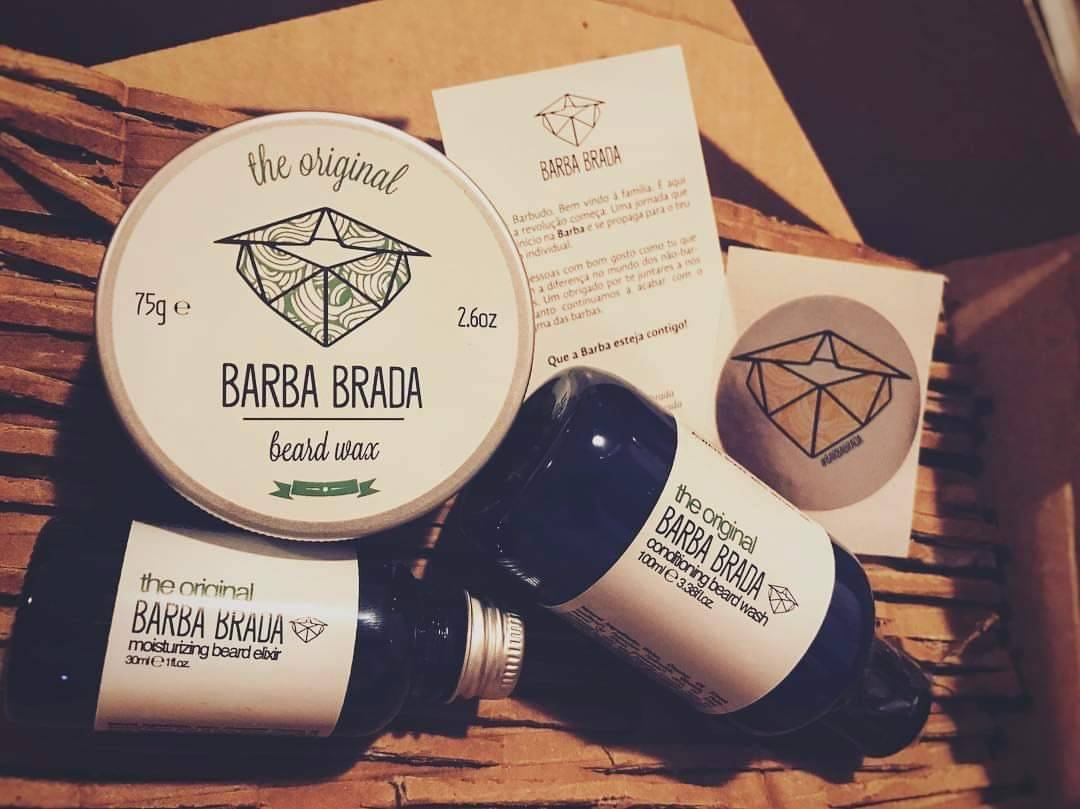 the original
75g e
2.6oz
BARBA BRADA
beard wax
BARBA BRADA
Barbudo. Bem vindo à família. É aqui
a revolução começa. Uma jornada que
início na Barba e se propaga para o teu
individual.
essoas com bom gosto como tu que
a diferença no mundo dos não-bar-
s. Um obrigado por te juntares a nós
anto continuamos a acabar com o
ma das barbas.
Que a Barba esteja contigo!
#BARBABRADA
the original
BARBA BRADA
conditioning beard wash
100ml e 3.38fl.oz.
the original
BARBA BRADA
moisturizing beard elixir
30ml e 1fl.oz.